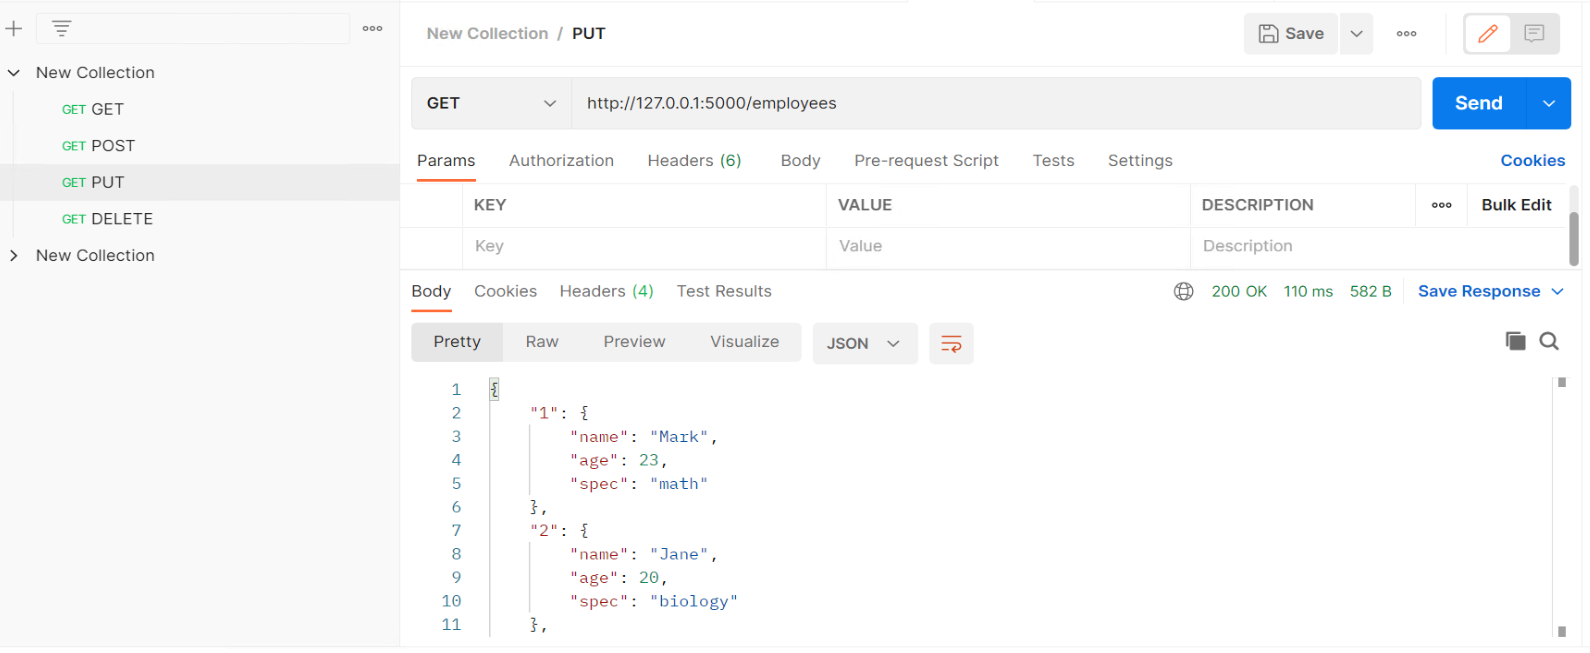 New Collection
GET GET
GET POST
GET PUT
GET DELETE
New Collection
New Collection / PUT
Save
GET http://127.0.0.1:5000/employees Send
Params Authorization Headers (6) Body Pre-request Script Tests Settings Cookies
KEY VALUE DESCRIPTION Bulk Edit
Key Value Description
Body Cookies Headers (4) Test Results 200 OK 110 ms 582 B Save Response
Pretty Raw Preview Visualize JSON
1 {
2 "1": {
3 "name": "Mark",
4 "age": 23,
5 "spec": "math"
6 },
7 "2": {
8 "name": "Jane",
9 "age": 20,
10 "spec": "biology"
11 },